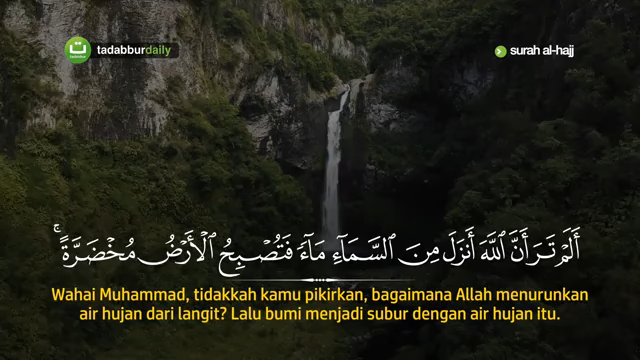 ت tadabburdaily
tadabbur
surah al-hajj
أَلَمْ تَرَ أَنَّ ٱللَّهَ أَنزَلَ مِنَ ٱلسَّمَآءِ مَآءً فَتُصْبِحُ ٱلْأَرْضُ مُخْضَرَّةً ۚ
Wahai Muhammad, tidakkah kamu pikirkan, bagaimana Allah menurunkan
air hujan dari langit? Lalu bumi menjadi subur dengan air hujan itu.